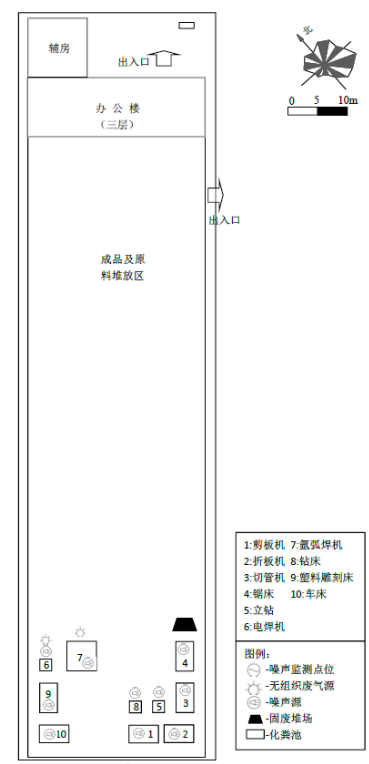 辅房
北
出入口
0 5 10m
办公楼
（三层）
出入口
成品及原
料堆放区
1:剪板机 7:氩弧焊机
2:折板机 8:钻床
3:切管机 9:塑料雕刻床
4:锯床 10:车床
5:立钻
6:电焊机
7
4
6
9
8
5
3
10
1
2
图例：
-噪声监测点位
-无组织废气源
-噪声源
-固废堆场
-化粪池